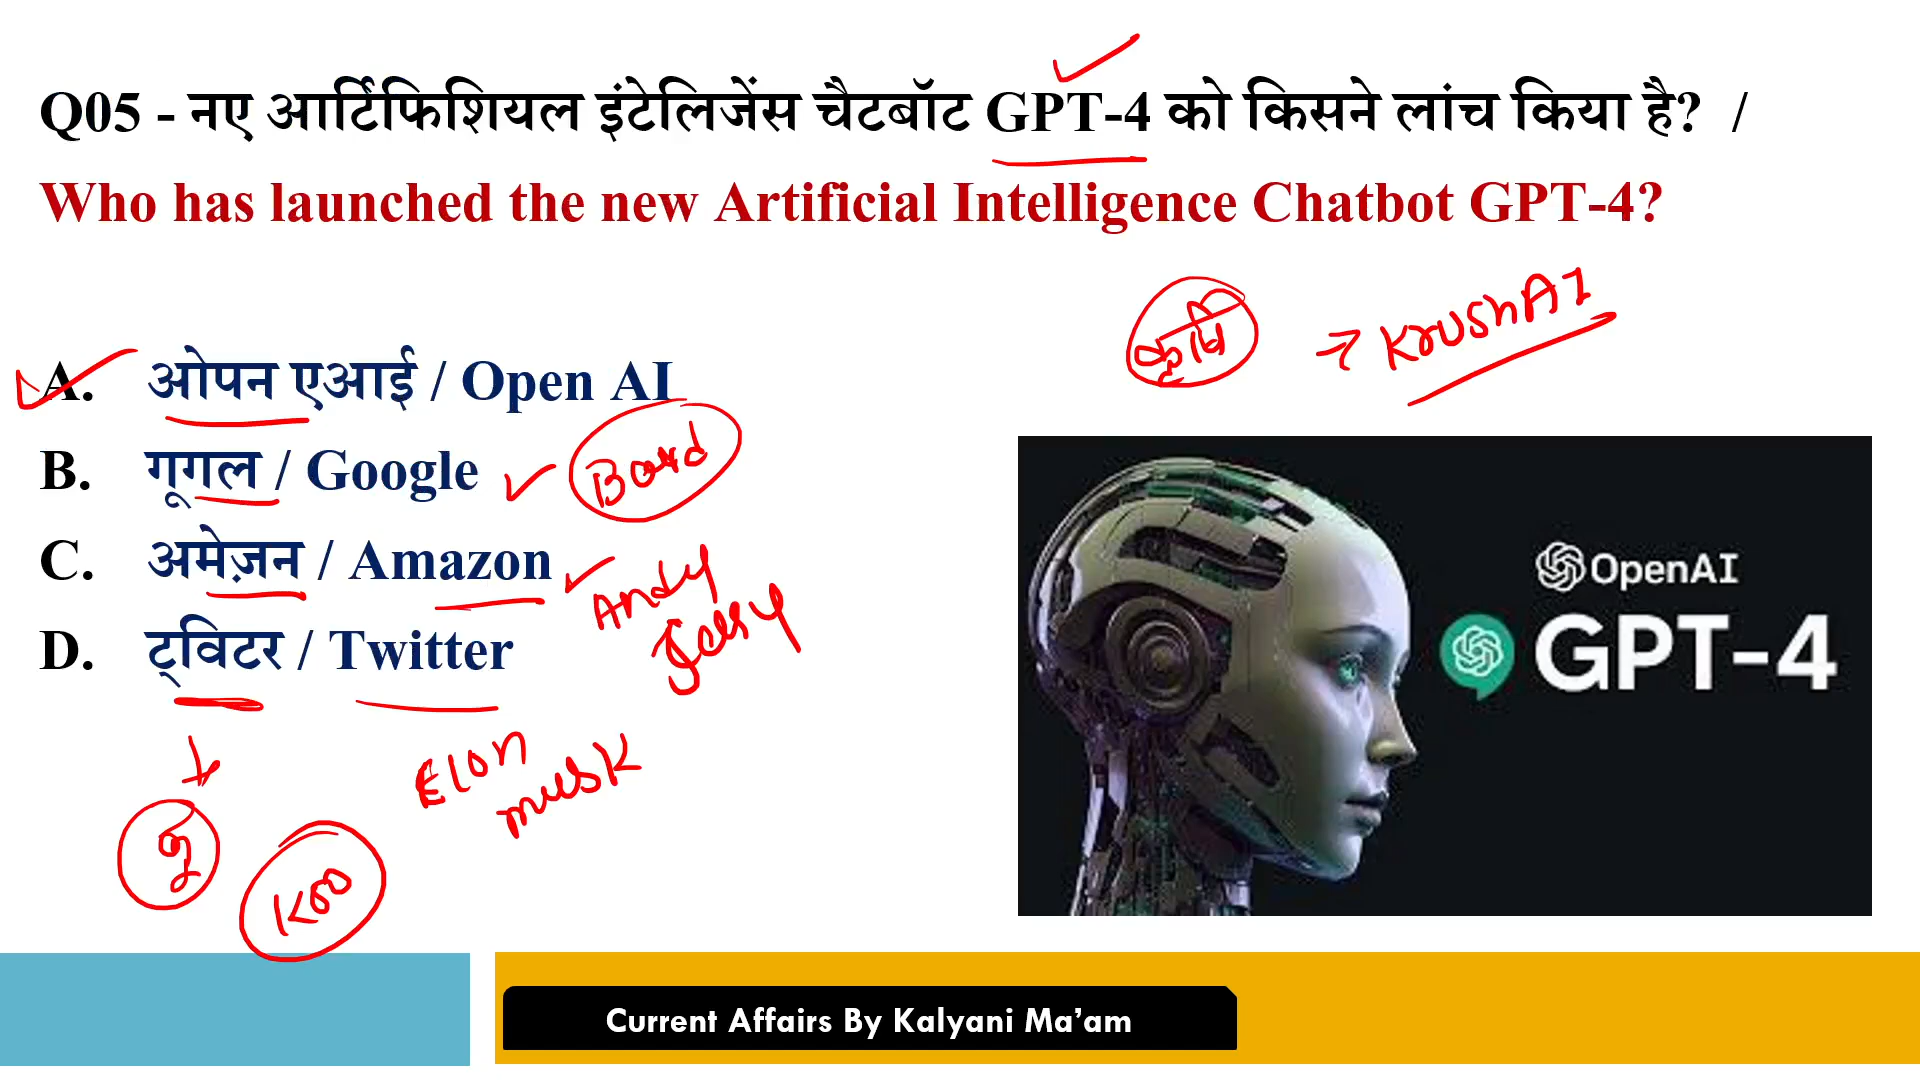 Q05 - नए आर्टिफिशियल इंटेलिजेंस चैटबॉट GPT-4 को किसने लांच किया है? /
Who has launched the new Artificial Intelligence Chatbot GPT-4?
कृषि → KrushAI
A. ओपन एआई / Open AI
B. गूगल / Google Bard
C. अमेज़न / Amazon Andy
D. ट्विटर / Twitter
Elon
musk
Koo
OpenAI
GPT-4
Current Affairs By Kalyani Ma’am